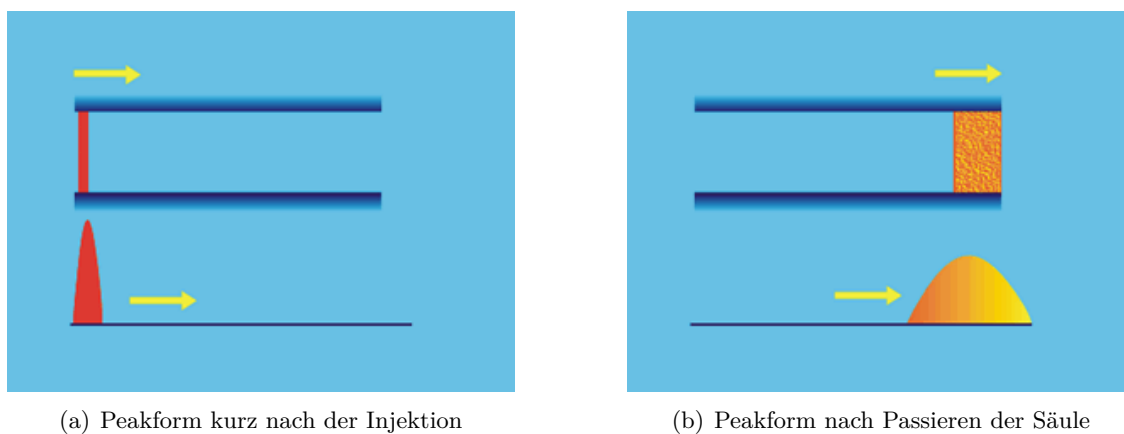 (a) Peakform kurz nach der Injektion
(b) Peakform nach Passieren der Säule